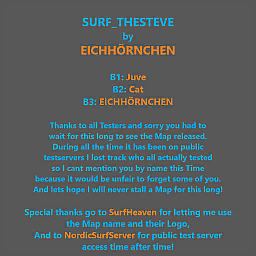 SURF_THESTEVE
by
EICHHÖRNCHEN
B1: Juve
B2: Cat
B3: EICHHÖRNCHEN
Thanks to all Testers and sorry you had to
wait for this long to see the Map released.
During all the time it has been on public
testservers I lost track who all actually tested
so I cant mention you by name this Time
because it would be unfair to forget some of you.
And lets hope I will never stall a Map for this long!
Special thanks go to SurfHeaven for letting me use
the Map name and their Logo,
And to NordicSurfServer for public test server
access time after time!